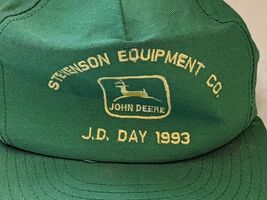 STEVENSON EQUIPMENT CO.
JOHN DEERE
J.D. DAY 1993